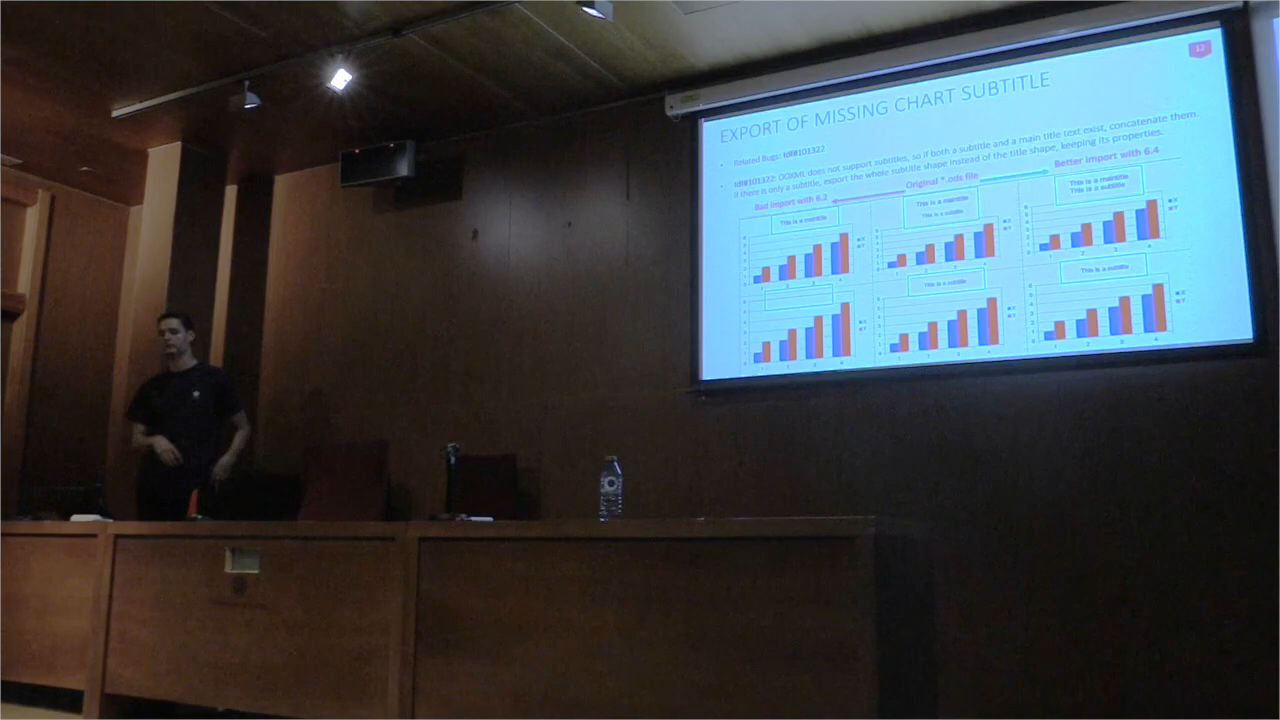 12
EXPORT OF MISSING CHART SUBTITLE
• Related Bugs: tdf#101322
• tdf#101322: OOXML does not support subtitles, so if both a subtitle and a main title text exist, concatenate them.
If there is only a subtitle, export the whole subtitle shape instead of the title shape, keeping its properties.
Bad import with 6.2
Original *.ods file
Better import with 6.4
This is a maintitle
This is a maintitle
This is a subtitle
This is a maintitle
This is a subtitle
This is a subtitle
This is a subtitle